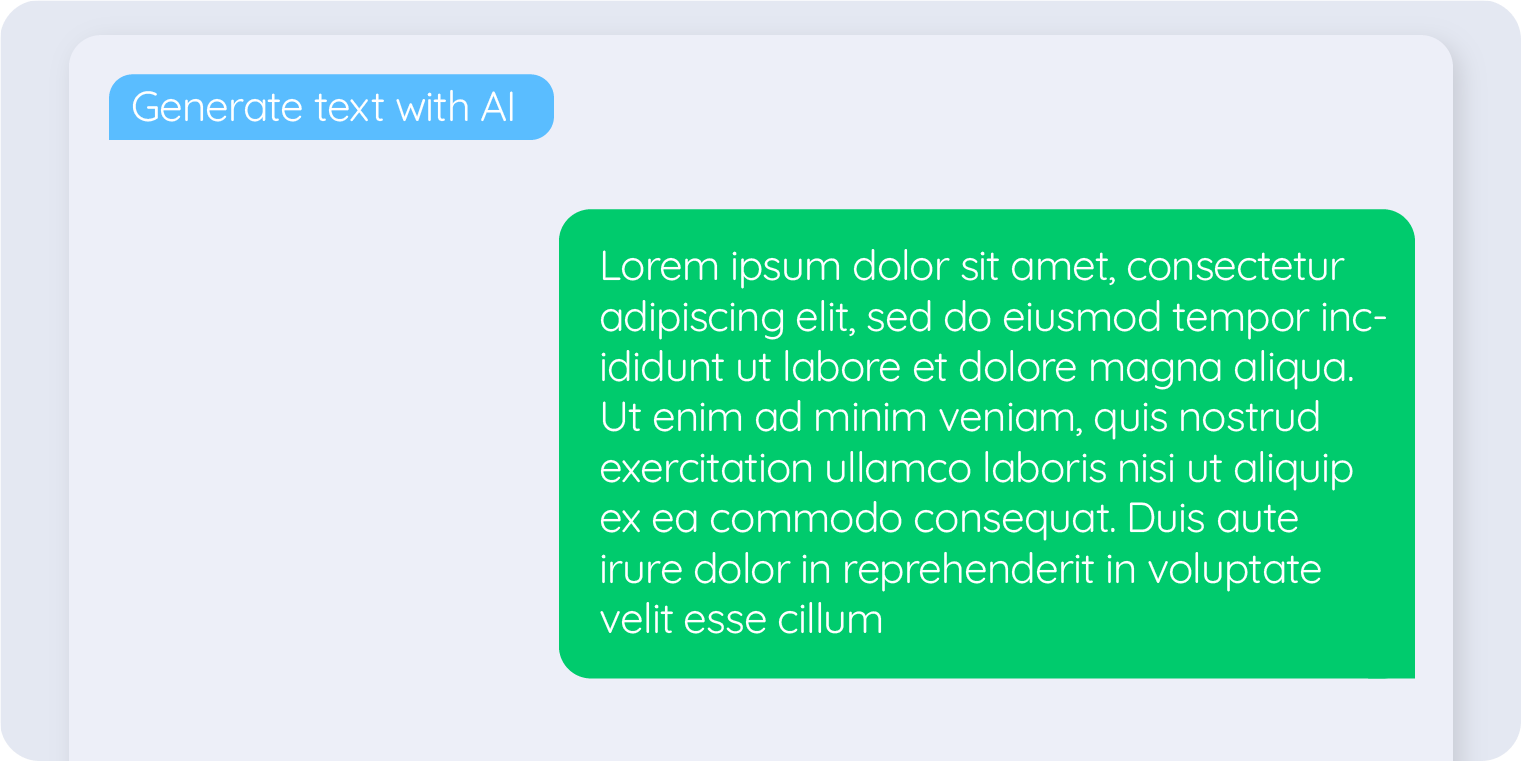 Generate text with AI
Lorem ipsum dolor sit amet, consectetur
adipiscing elit, sed do eiusmod tempor inc-
ididunt ut labore et dolore magna aliqua.
Ut enim ad minim veniam, quis nostrud
exercitation ullamco laboris nisi ut aliquip
ex ea commodo consequat. Duis aute
irure dolor in reprehenderit in voluptate
velit esse cillum